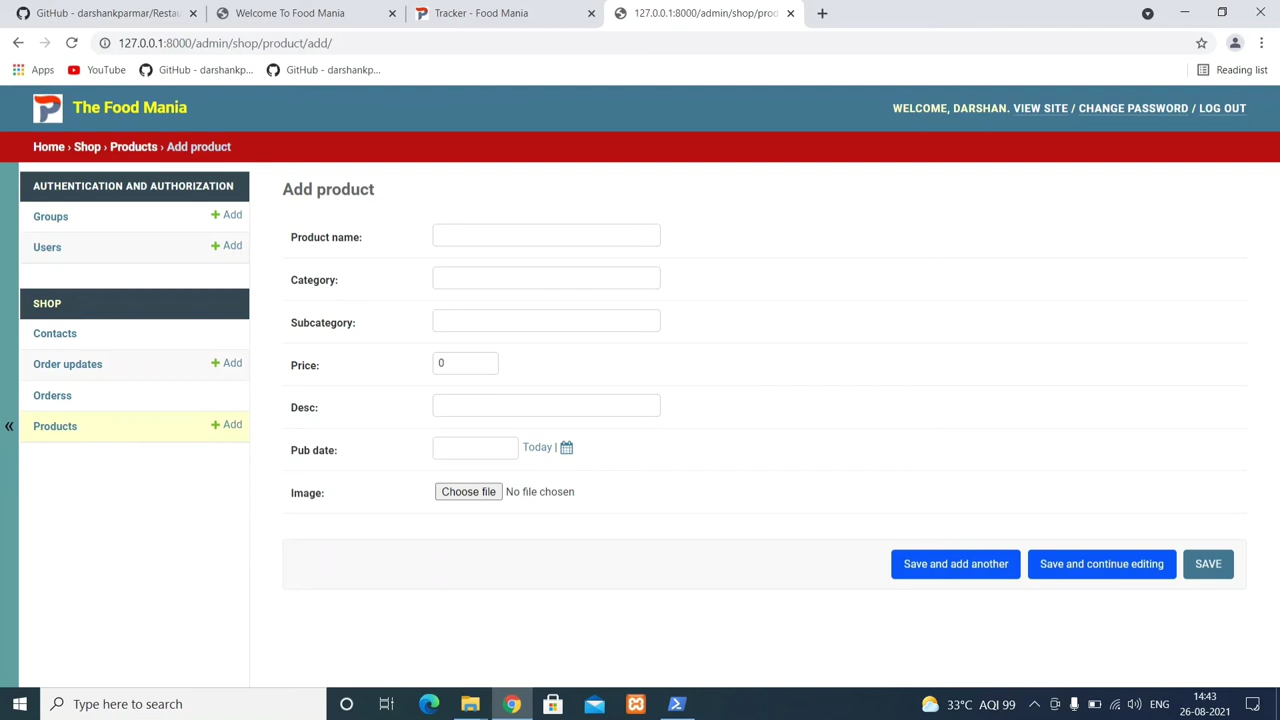 darshankparmar/Restau
Welcome To Food Mania
Tracker - Food Mania
127.0.0.1:8000/admin/shop/prod
127.0.0.1:8000/admin/shop/product/add/
Apps
YouTube
GitHub - darshankp...
GitHub - darshankp...
Reading list
The Food Mania
WELCOME, DARSHAN. VIEW SITE / CHANGE PASSWORD / LOG OUT
Home › Shop › Products › Add product
AUTHENTICATION AND AUTHORIZATION
Groups
+ Add
Users
+ Add
SHOP
Contacts
Order updates
+ Add
Orderss
Products
+ Add
«
Add product
Product name:
Category:
Subcategory:
Price:
0
Desc:
Pub date:
Today |
Image:
Choose file No file chosen
Save and add another
Save and continue editing
SAVE
Type here to search
33°C AQI 99
ENG
14:43
26-08-2021